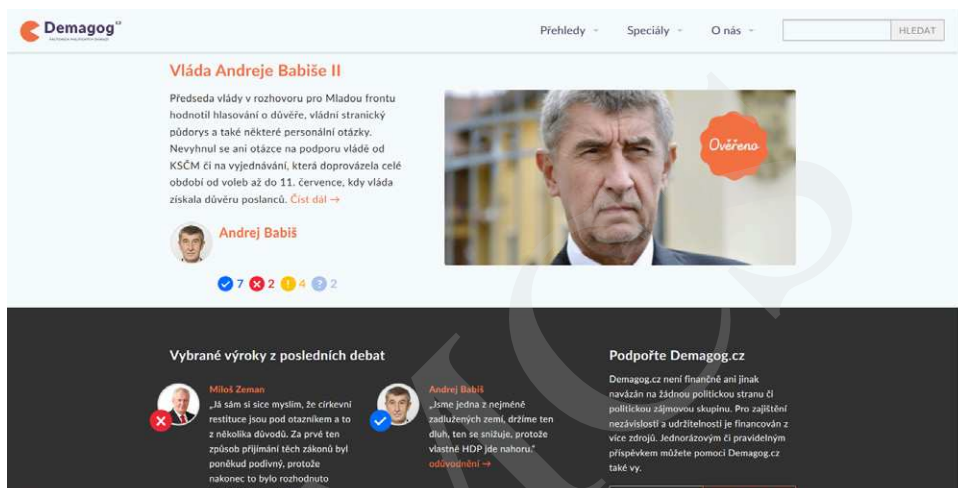 Demagog.cz
Přehledy
Speciály
O nás
HLEDAT
Vláda Andreje Babiše II
Předseda vlády v rozhovoru pro Mladou frontu
hodnotil hlasování o důvěře, vládní stranický
půdorys a také některé personální otázky.
Nevyhnul se ani otázce na podporu vládě od
KSČM či na vyjednávání, která doprovázela celé
období od voleb až do 11. července, kdy vláda
získala důvěru poslanců. Číst dál →
Ověřeno
Andrej Babiš
7 2 4 2
Vybrané výroky z posledních debat
Miloš Zeman
„Já sám si sice myslím, že církevní
restituce jsou pod otazníkem a to
z několika důvodů. Za prvé ten
způsob přijímání těch zákonů byl
poněkud podivný, protože
nakonec to bylo rozhodnuto
Andrej Babiš
„Jsme jedna z nejméně
zadlužených zemí, držíme ten
dluh, ten se snižuje, protože
vlastně HDP jde nahoru.“
odůvodnění →
Podpořte Demagog.cz
Demagog.cz není finančně ani jinak
navázán na žádnou politickou stranu či
politickou zájmovou skupinu. Pro zajištění
nezávislosti a udržitelnosti je financován z
více zdrojů. Jednorázovým či pravidelným
příspěvkem můžete pomoci Demagog.cz
také vy.